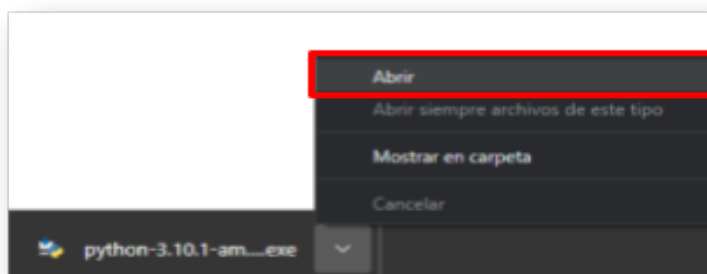 Abrir
Abrir siempre archivos de este tipo
Mostrar en carpeta
Cancelar
python-3.10.1-am....exe